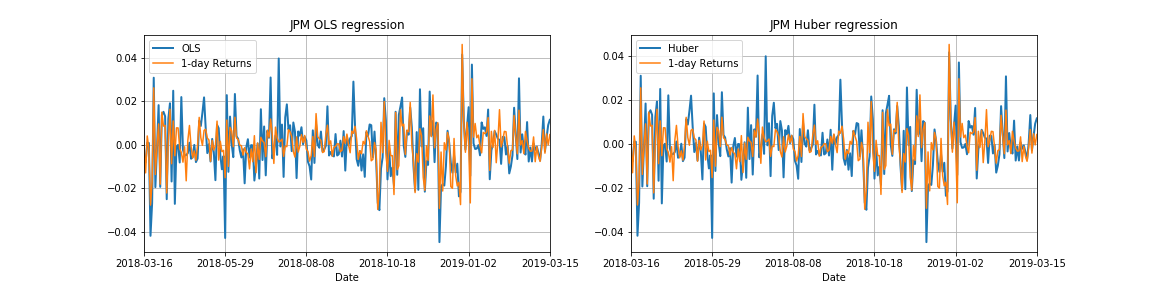 JPM OLS regression
OLS
1-day Returns
0.04
0.02
0.00
−0.02
−0.04
2018-03-16
2018-05-29
2018-08-08
2018-10-18
2019-01-02
2019-03-15
Date
JPM Huber regression
Huber
1-day Returns
0.04
0.02
0.00
−0.02
−0.04
2018-03-16
2018-05-29
2018-08-08
2018-10-18
2019-01-02
2019-03-15
Date